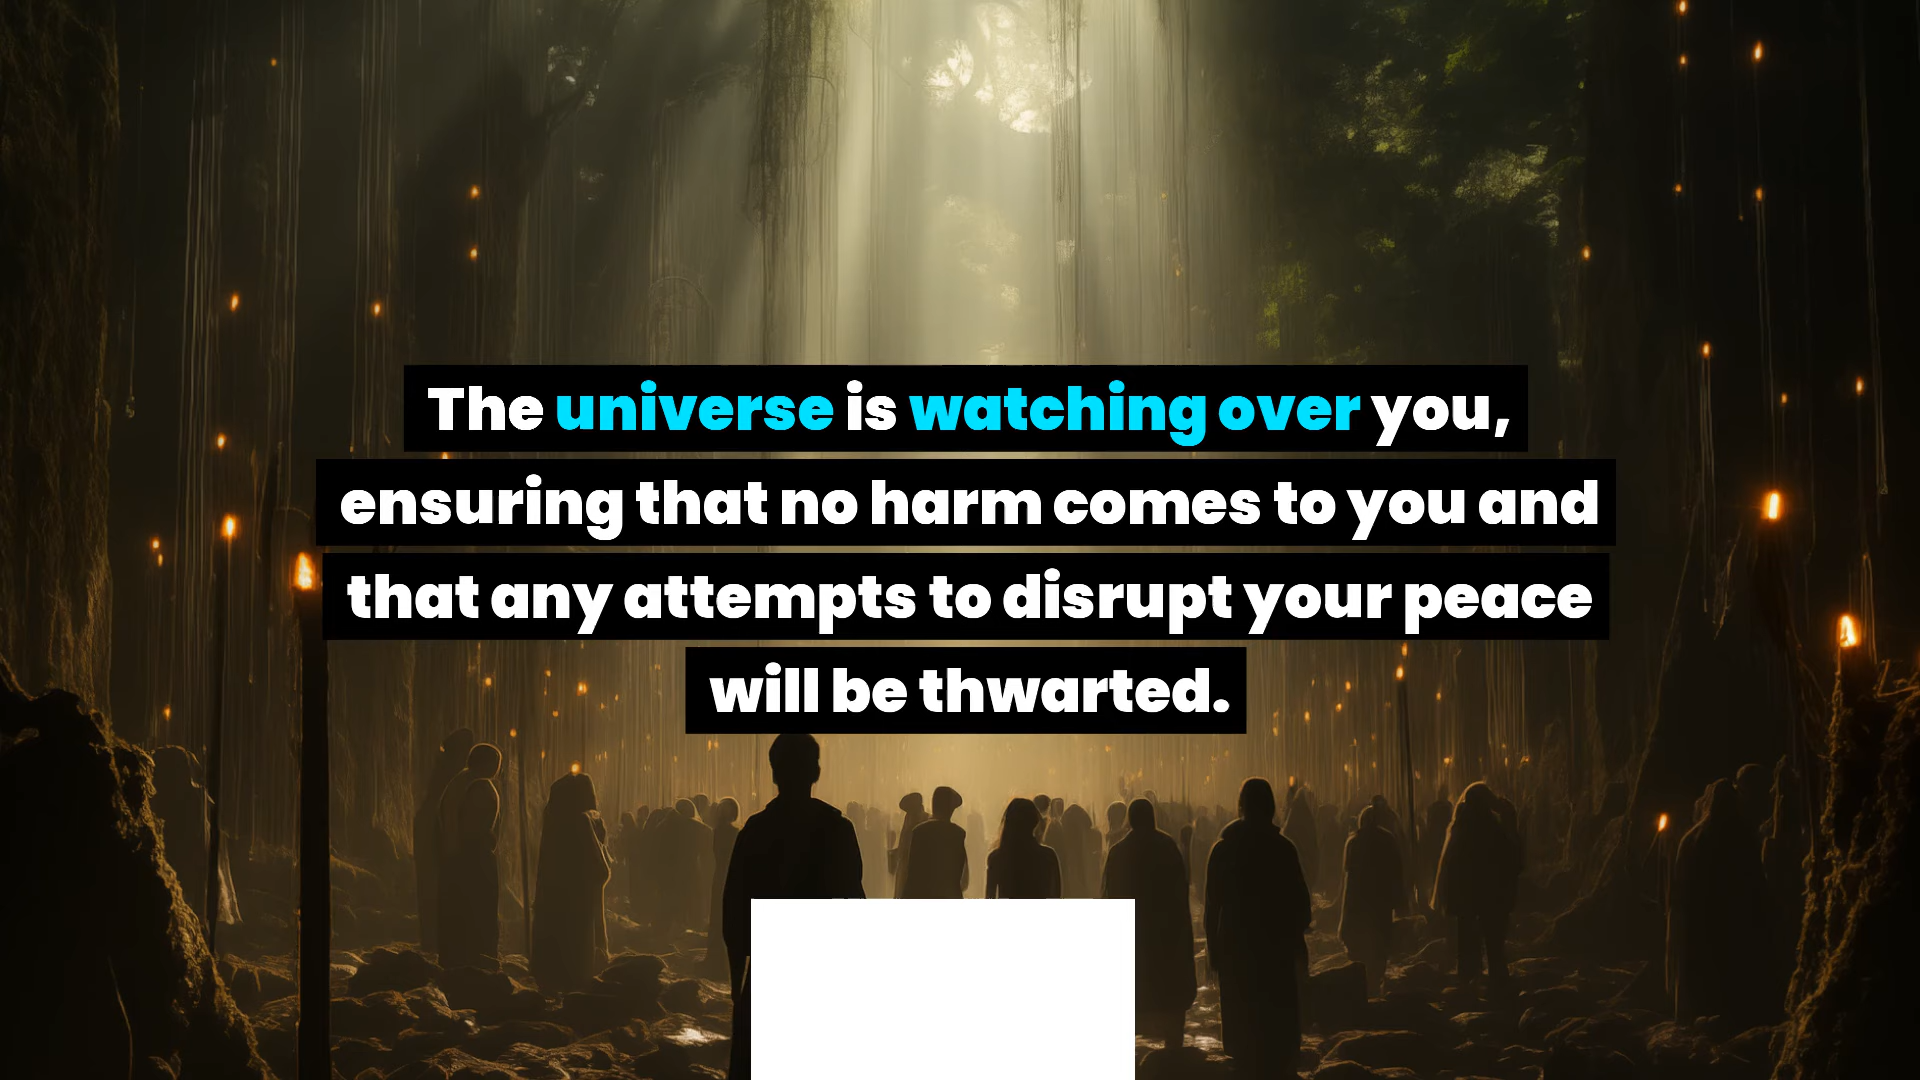 The universe is watching over you,
ensuring that no harm comes to you and
that any attempts to disrupt your peace
will be thwarted.